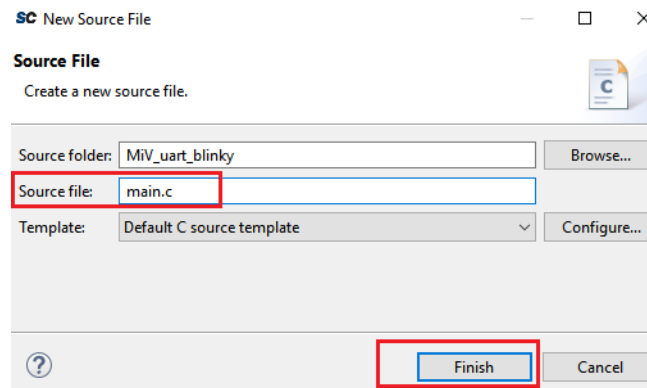 SC New Source File
Source File
Create a new source file.
C
Source folder: MiV_uart_blinky Browse...
Source file: main.c
Template: Default C source template Configure...
? Finish Cancel